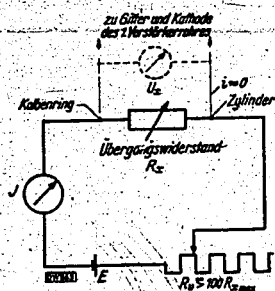 zu Gitter und Kathode
des 1. Verstärkerrohres
U_x
i≈0
Kolbenring
Zylinder
Übergangswiderstand
R_x
J
E
R_v ≧ 100 R_x max